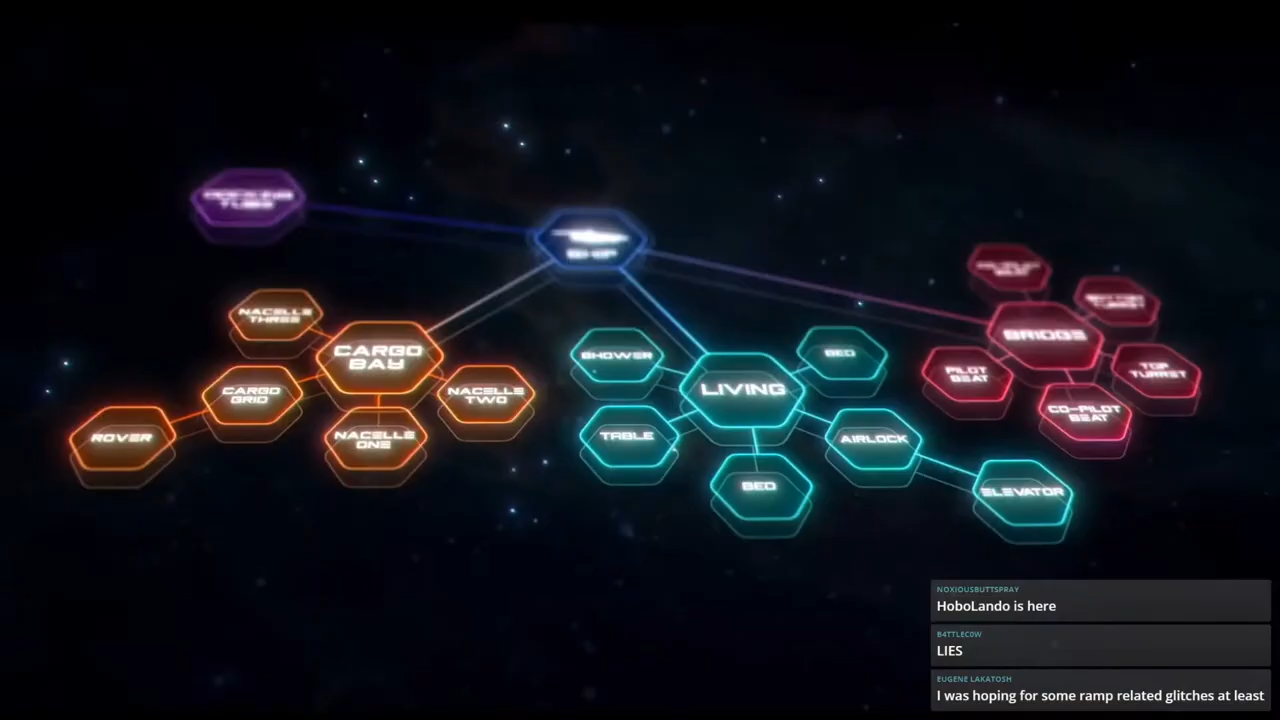 TUBE
SHIP
NACELLE
THREE
CARGO
BAY
CARGO
GRID
NACELLE
TWO
ROVER
NACELLE
ONE
SHOWER
BED
LIVING
TABLE
AIRLOCK
BED
ELEVATOR
BRIDGE
PILOT
SEAT
TOP
TURRET
CO-PILOT
SEAT
NOXIOUSBUTTSPRAY
HoboLando is here
B4TTLEC0W
LIES
EUGENE LAKATOSH
I was hoping for some ramp related glitches at least